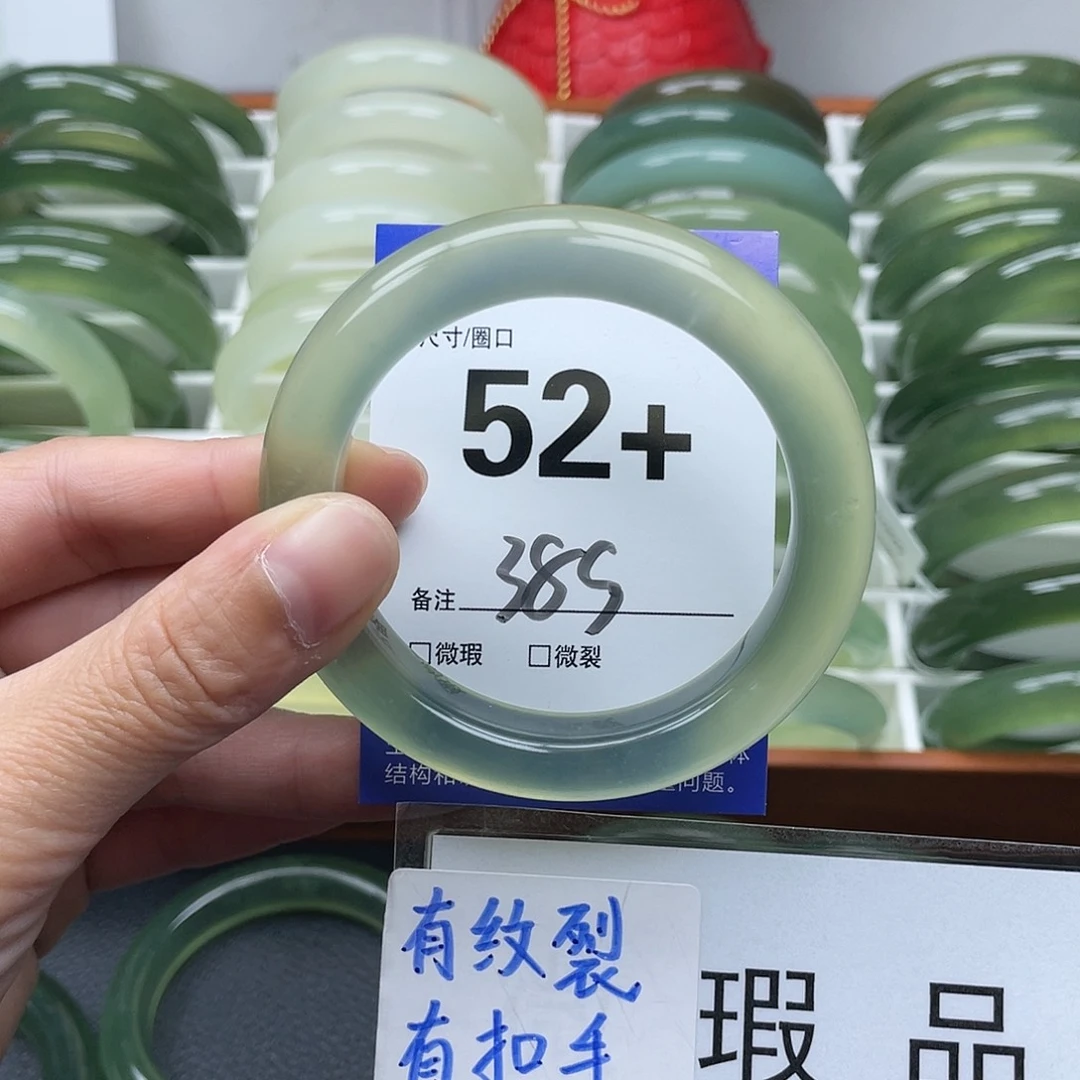 尺寸/圈口
52+
备注 385
□微瑕 □微裂
结构和
问题。
有纹裂
有扣手
瑕品